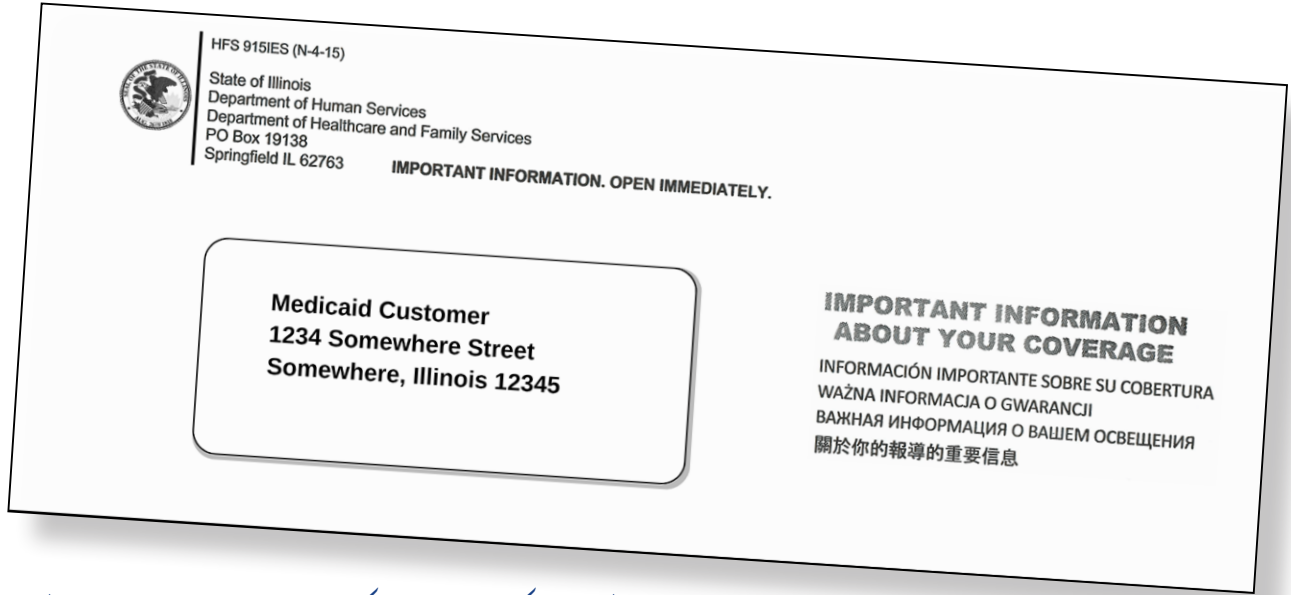 HFS 915IES (N-4-15)
State of Illinois
Department of Human Services
Department of Healthcare and Family Services
PO Box 19138
Springfield IL 62763
IMPORTANT INFORMATION. OPEN IMMEDIATELY.
Medicaid Customer
1234 Somewhere Street
Somewhere, Illinois 12345
IMPORTANT INFORMATION
ABOUT YOUR COVERAGE
INFORMACIÓN IMPORTANTE SOBRE SU COBERTURA
WAŻNA INFORMACJA O GWARANCJI
ВАЖНАЯ ИНФОРМАЦИЯ О ВАШЕМ ОСВЕЩЕНИЯ
關於你的報導的重要信息